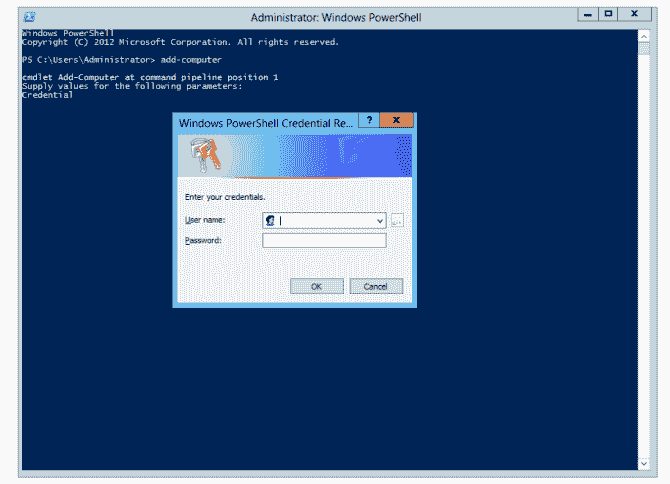 Administrator: Windows PowerShell
Windows PowerShell
Copyright (C) 2012 Microsoft Corporation. All rights reserved.
PS C:\Users\Administrator> add-computer
cmdlet Add-Computer at command pipeline position 1
Supply values for the following parameters:
Credential
Windows PowerShell Credential Re... ? x
Enter your credentials.
User name:
...
Password:
OK Cancel